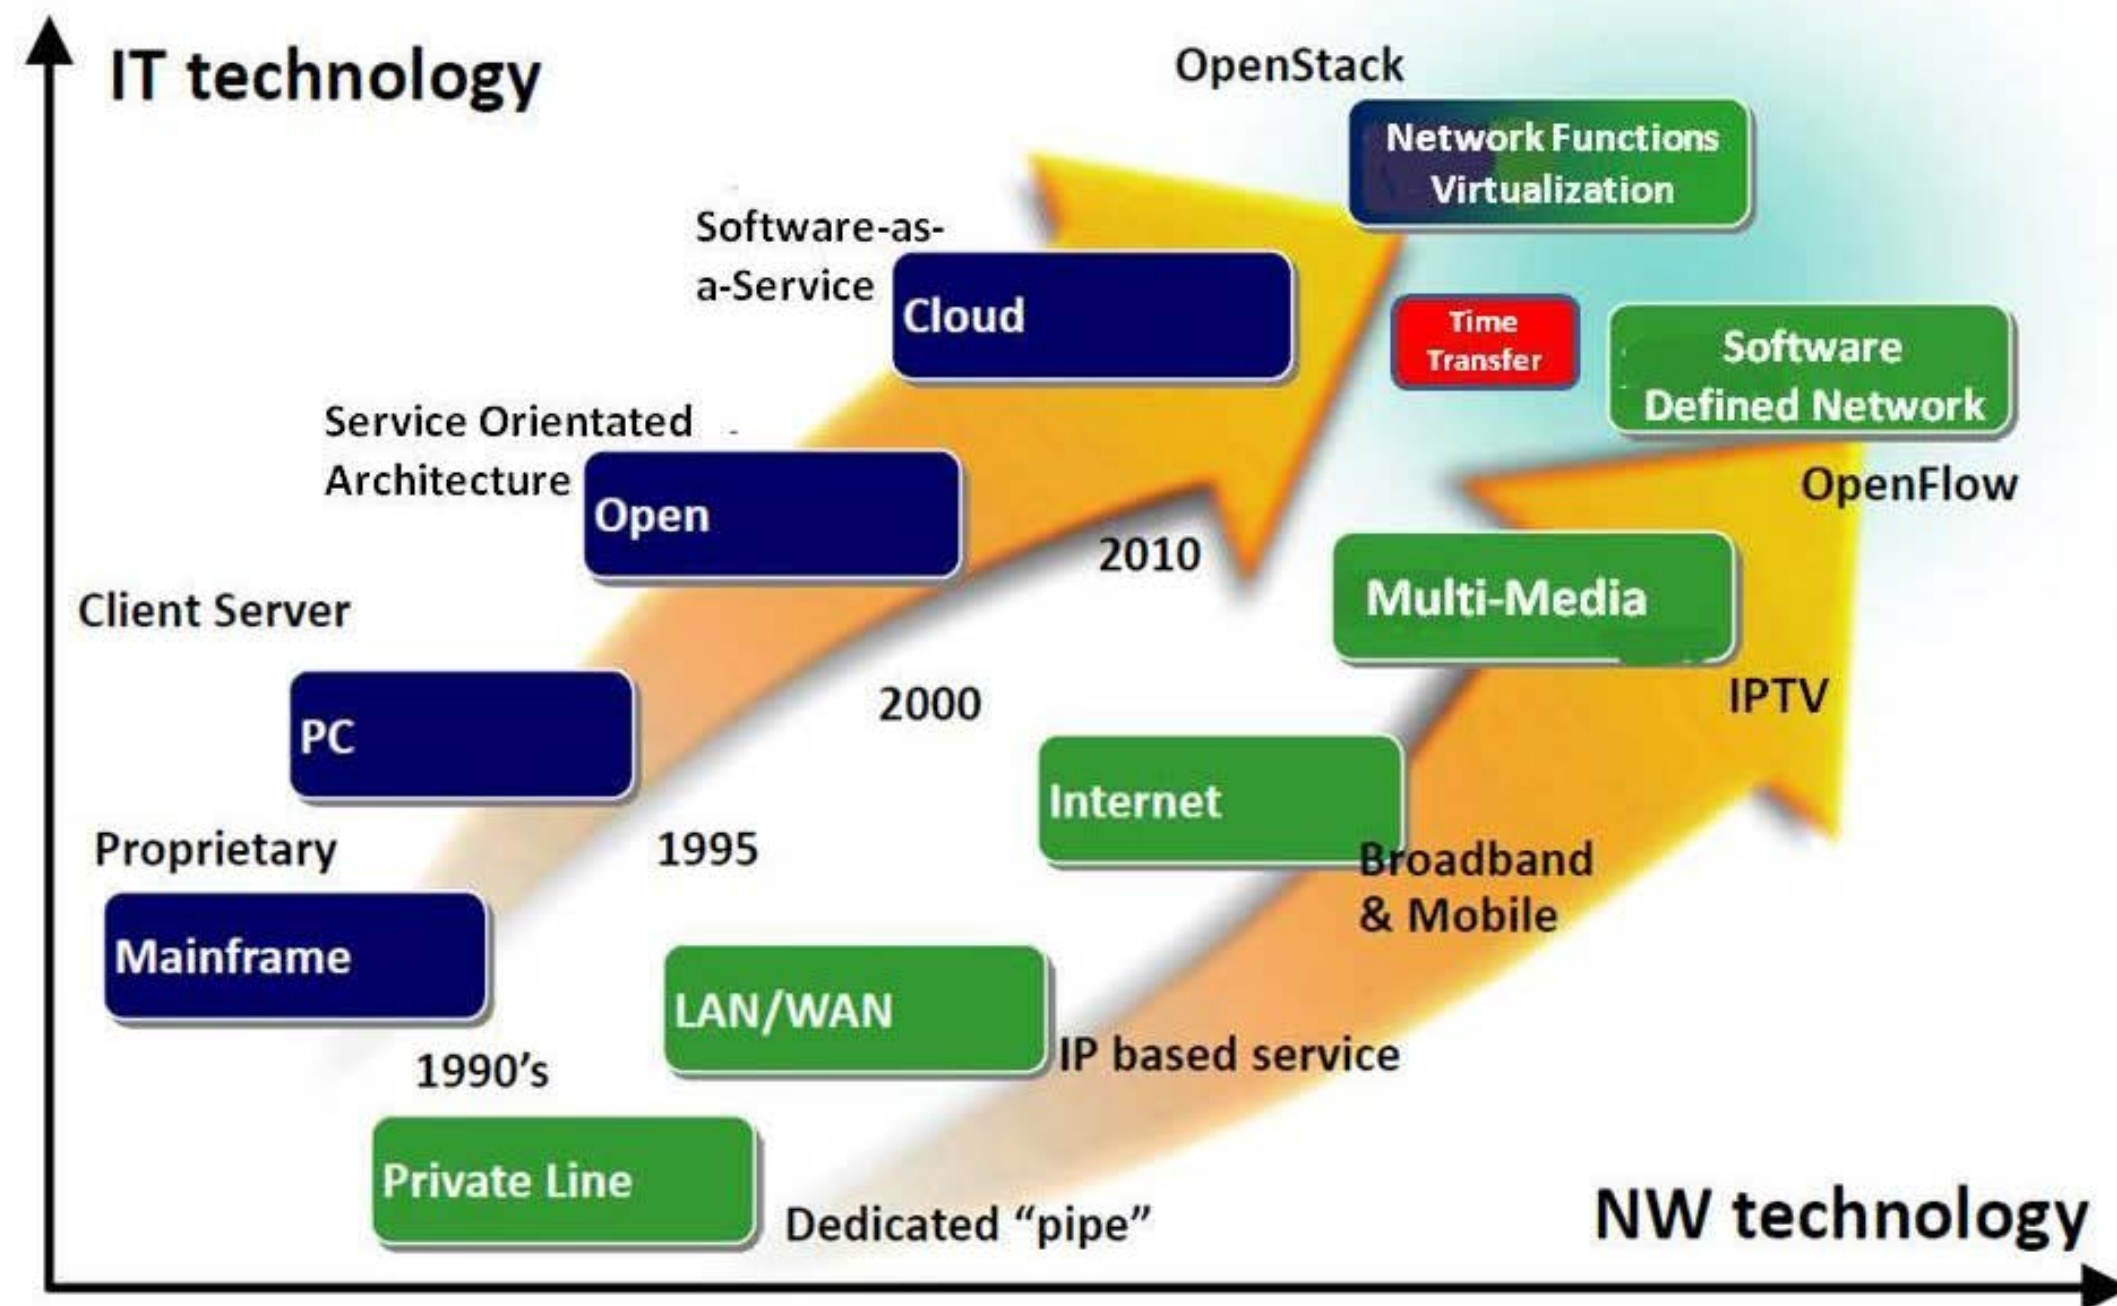 IT technology
OpenStack
Network Functions
Virtualization
Software-as-
a-Service
Cloud
Time
Transfer
Software
Defined Network
OpenFlow
Service Orientated
Architecture
Open
2010
Multi-Media
IPTV
Client Server
PC
2000
Internet
Broadband
& Mobile
Proprietary
1995
Mainframe
LAN/WAN
IP based service
1990’s
Private Line
Dedicated “pipe”
NW technology